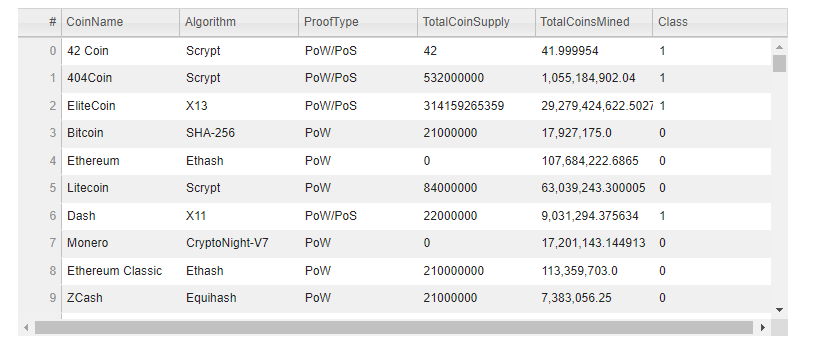 # CoinName Algorithm ProofType TotalCoinSupply TotalCoinsMined Class
0 42 Coin Scrypt PoW/PoS 42 41.999954 1
1 404Coin Scrypt PoW/PoS 532000000 1,055,184,902.04 1
2 EliteCoin X13 PoW/PoS 314159265359 29,279,424,622.5027 1
3 Bitcoin SHA-256 PoW 21000000 17,927,175.0 0
4 Ethereum Ethash PoW 0 107,684,222.6865 0
5 Litecoin Scrypt PoW 84000000 63,039,243.300005 0
6 Dash X11 PoW/PoS 22000000 9,031,294.375634 1
7 Monero CryptoNight-V7 PoW 0 17,201,143.144913 0
8 Ethereum Classic Ethash PoW 210000000 113,359,703.0 0
9 ZCash Equihash PoW 21000000 7,383,056.25 0